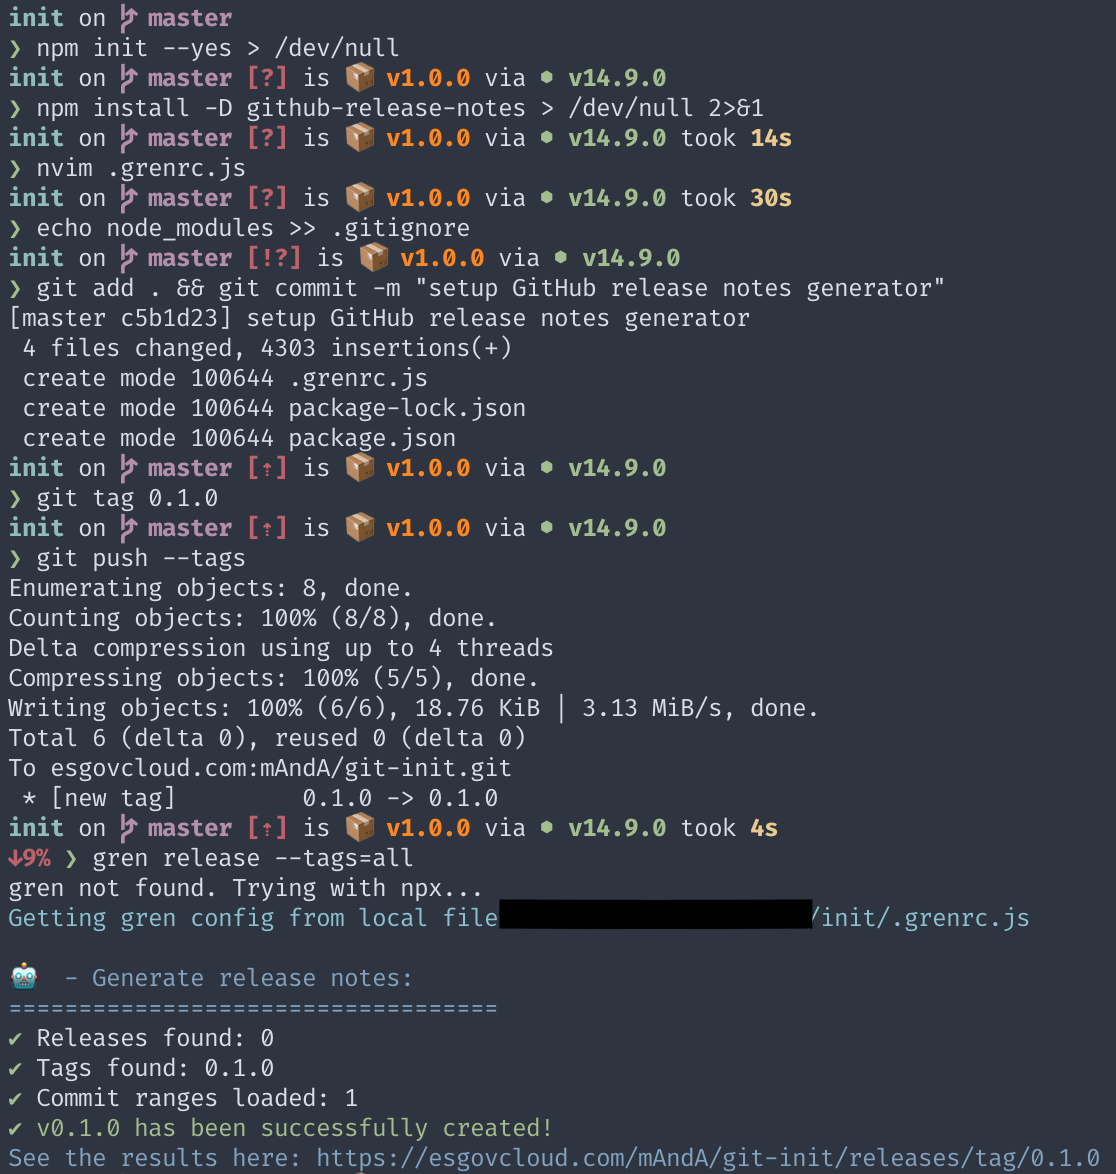 init on master
❯ npm init --yes > /dev/null
init on master [?] is 📦 v1.0.0 via ⬢ v14.9.0
❯ npm install -D github-release-notes > /dev/null 2>&1
init on master [?] is 📦 v1.0.0 via ⬢ v14.9.0 took 14s
❯ nvim .grenrc.js
init on master [?] is 📦 v1.0.0 via ⬢ v14.9.0 took 30s
❯ echo node_modules >> .gitignore
init on master [!?] is 📦 v1.0.0 via ⬢ v14.9.0
❯ git add . && git commit -m "setup GitHub release notes generator"
[master c5b1d23] setup GitHub release notes generator
 4 files changed, 4303 insertions(+)
 create mode 100644 .grenrc.js
 create mode 100644 package-lock.json
 create mode 100644 package.json
init on master [⇡] is 📦 v1.0.0 via ⬢ v14.9.0
❯ git tag 0.1.0
init on master [⇡] is 📦 v1.0.0 via ⬢ v14.9.0
❯ git push --tags
Enumerating objects: 8, done.
Counting objects: 100% (8/8), done.
Delta compression using up to 4 threads
Compressing objects: 100% (5/5), done.
Writing objects: 100% (6/6), 18.76 KiB | 3.13 MiB/s, done.
Total 6 (delta 0), reused 0 (delta 0)
To esgovcloud.com:mAndA/git-init.git
 * [new tag]         0.1.0 -> 0.1.0
init on master [⇡] is 📦 v1.0.0 via ⬢ v14.9.0 took 4s
↓9% ❯ gren release --tags=all
gren not found. Trying with npx...
Getting gren config from local file /init/.grenrc.js
🤖 - Generate release notes:
===================================
✔ Releases found: 0
✔ Tags found: 0.1.0
✔ Commit ranges loaded: 1
✔ v0.1.0 has been successfully created!
See the results here: https://esgovcloud.com/mAndA/git-init/releases/tag/0.1.0